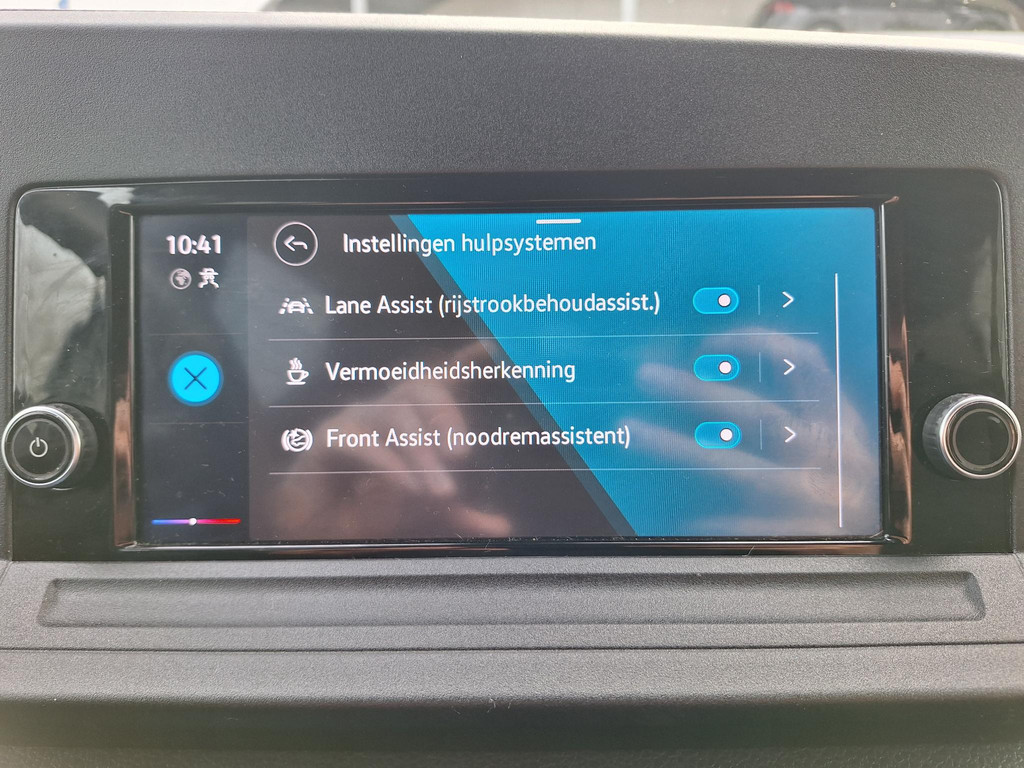 10:41
Instellingen hulpsystemen
Lane Assist (rijstrookbehoudassist.)
Vermoeidheidsherkenning
Front Assist (noodremassistent)